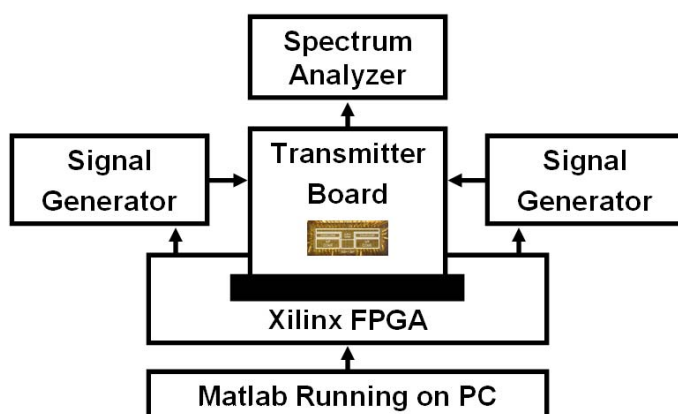 Spectrum
Analyzer
Signal
Generator
Transmitter
Board
Signal
Generator
Xilinx FPGA
Matlab Running on PC